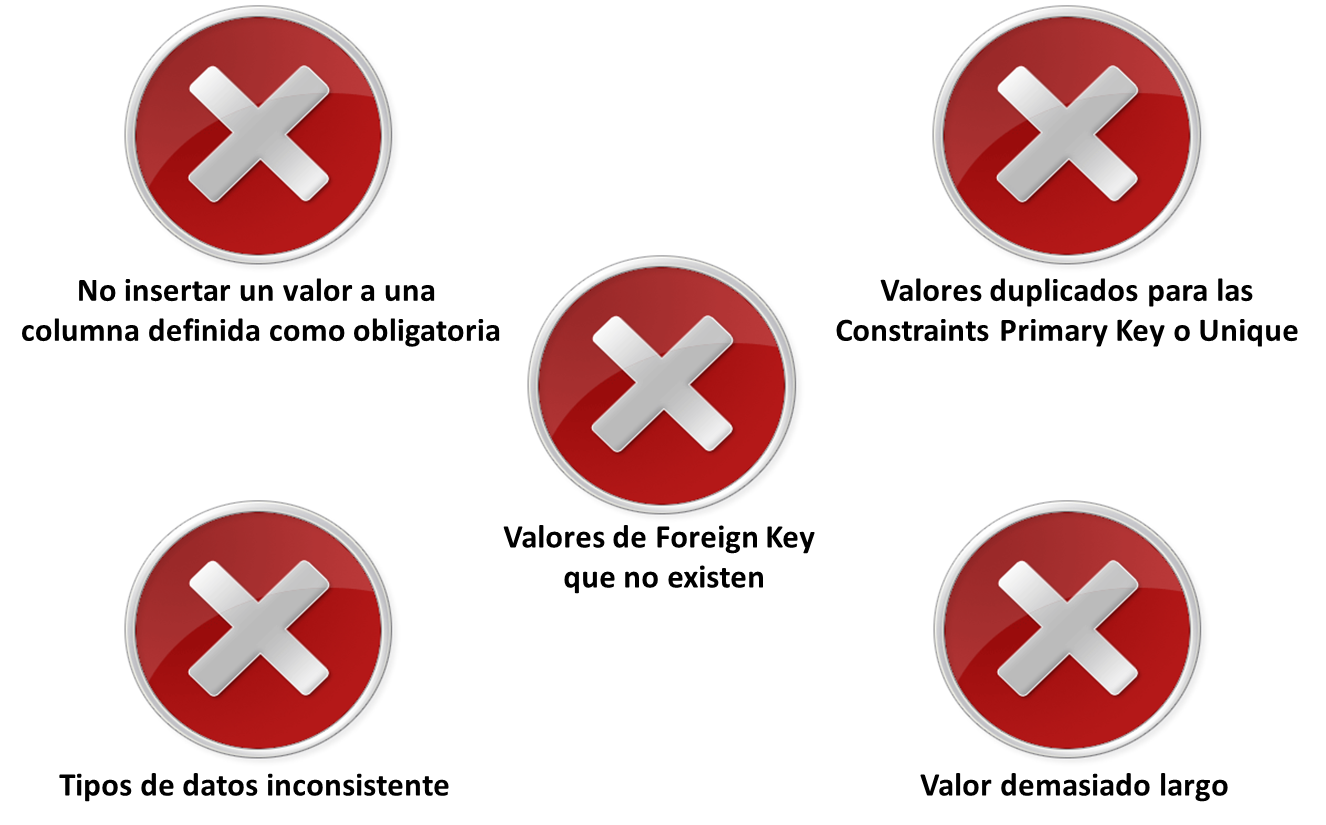 No insertar un valor a una
columna definida como obligatoria
Valores duplicados para las
Constraints Primary Key o Unique
Valores de Foreign Key
que no existen
Tipos de datos inconsistente
Valor demasiado largo